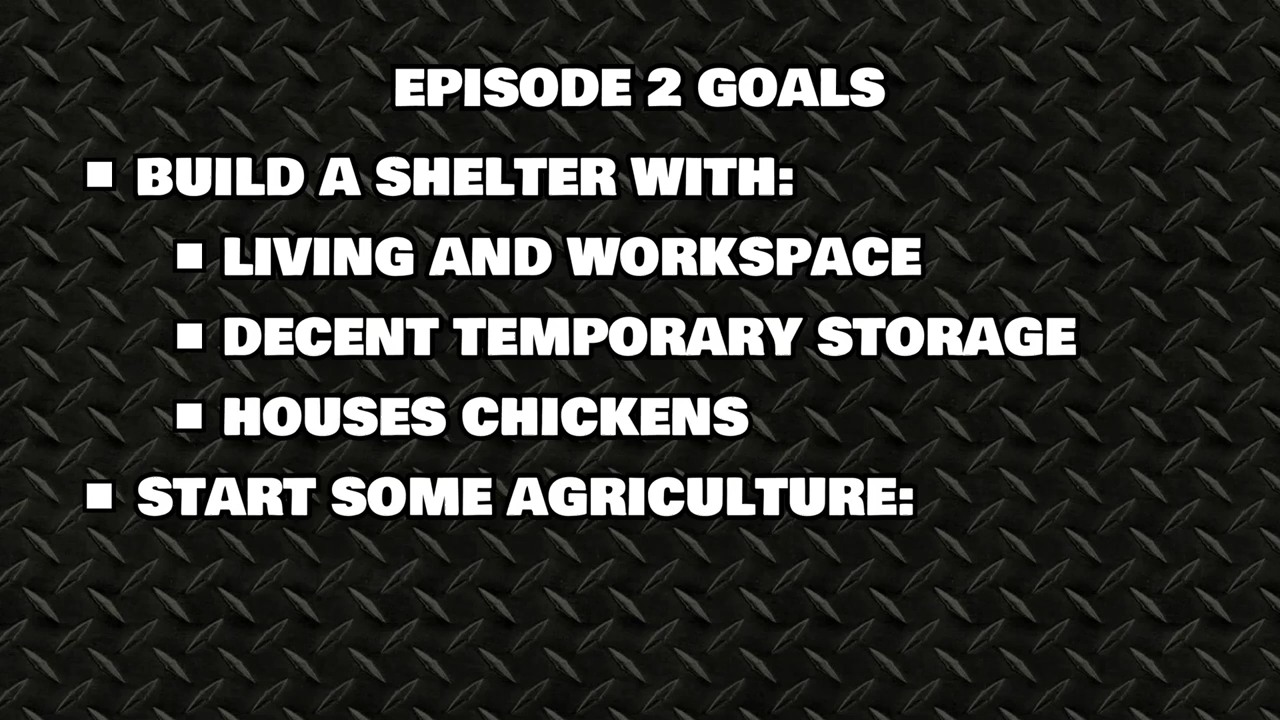 EPISODE 2 GOALS
▪ BUILD A SHELTER WITH:
▪ LIVING AND WORKSPACE
▪ DECENT TEMPORARY STORAGE
▪ HOUSES CHICKENS
▪ START SOME AGRICULTURE: